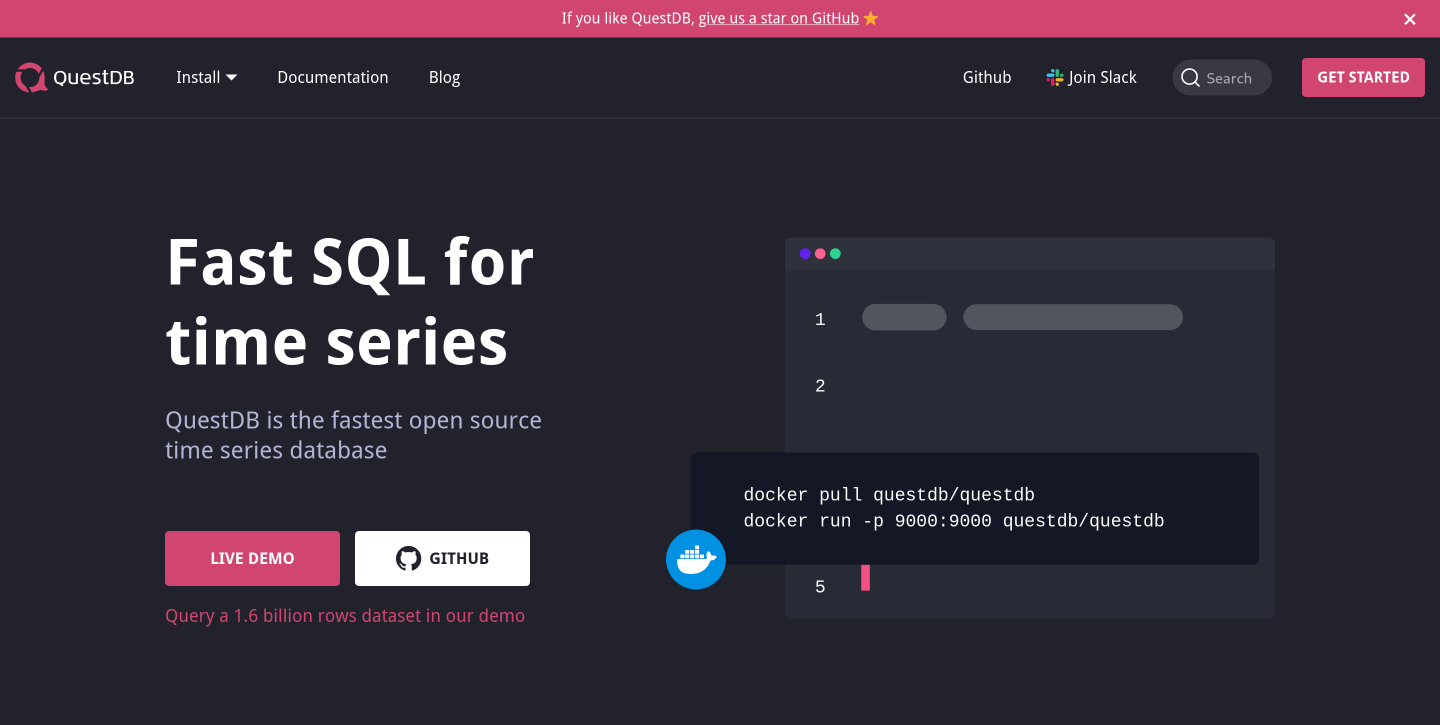 If you like QuestDB, give us a star on GitHub ⭐
QuestDB
Install
Documentation
Blog
Github
Join Slack
Search
GET STARTED
Fast SQL for
time series
QuestDB is the fastest open source
time series database
LIVE DEMO
GITHUB
Query a 1.6 billion rows dataset in our demo
1
2
docker pull questdb/questdb
docker run -p 9000:9000 questdb/questdb
5